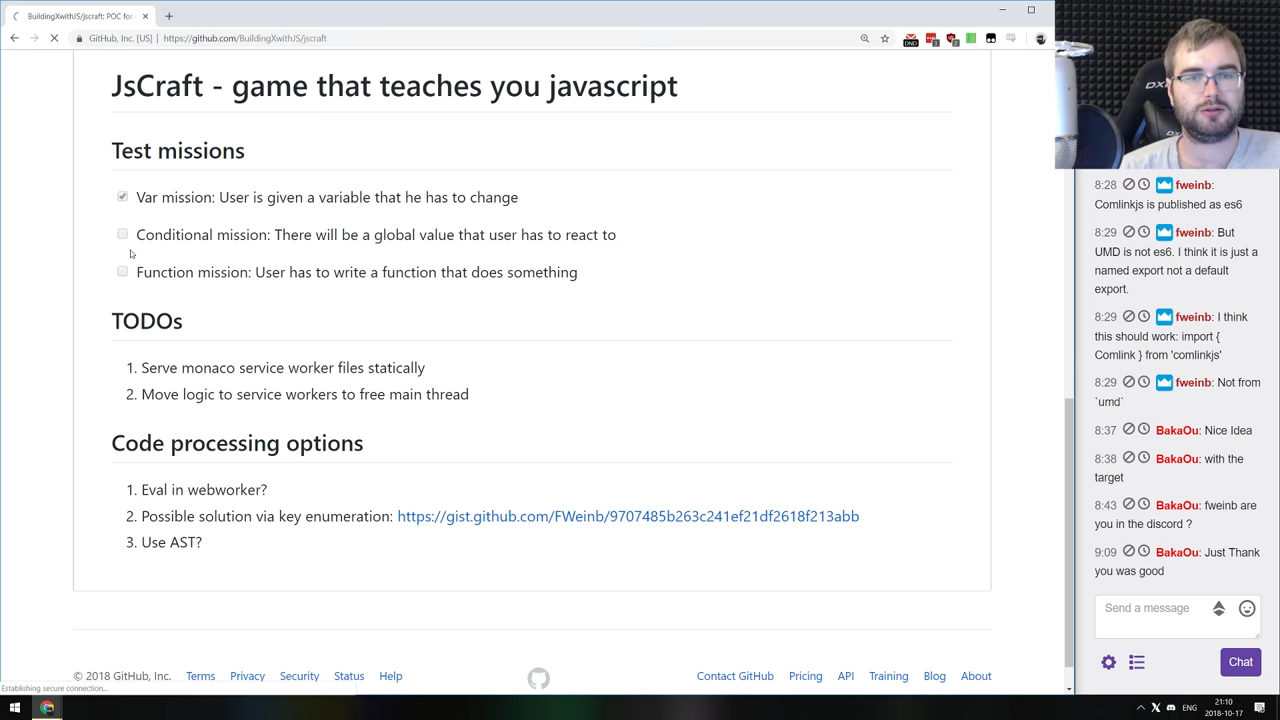 BuildingXwithJS/jscraft: POC for
GitHub, Inc. [US]
https://github.com/BuildingXwithJS/jscraft
JsCraft - game that teaches you javascript
Test missions
Var mission: User is given a variable that he has to change
Conditional mission: There will be a global value that user has to react to
Function mission: User has to write a function that does something
TODOs
1. Serve monaco service worker files statically
2. Move logic to service workers to free main thread
Code processing options
1. Eval in webworker?
2. Possible solution via key enumeration: https://gist.github.com/FWeinb/9707485b263c241ef21df2618f213abb
3. Use AST?
© 2018 GitHub, Inc. Terms Privacy Security Status Help
Contact GitHub Pricing API Training Blog About
Establishing secure connection...
8:28 fweinb:
Comlinkjs is published as es6
8:29 fweinb: But
UMD is not es6. I think it is just a
named export not a default
export.
8:29 fweinb: I think
this should work: import {
Comlink } from 'comlinkjs'
8:29 fweinb: Not from
`umd`
8:37 BakaOu: Nice Idea
8:38 BakaOu: with the
target
8:43 BakaOu: fweinb are
you in the discord ?
9:09 BakaOu: Just Thank
you was good
Send a message
Chat
ENG
21:10
2018-10-17